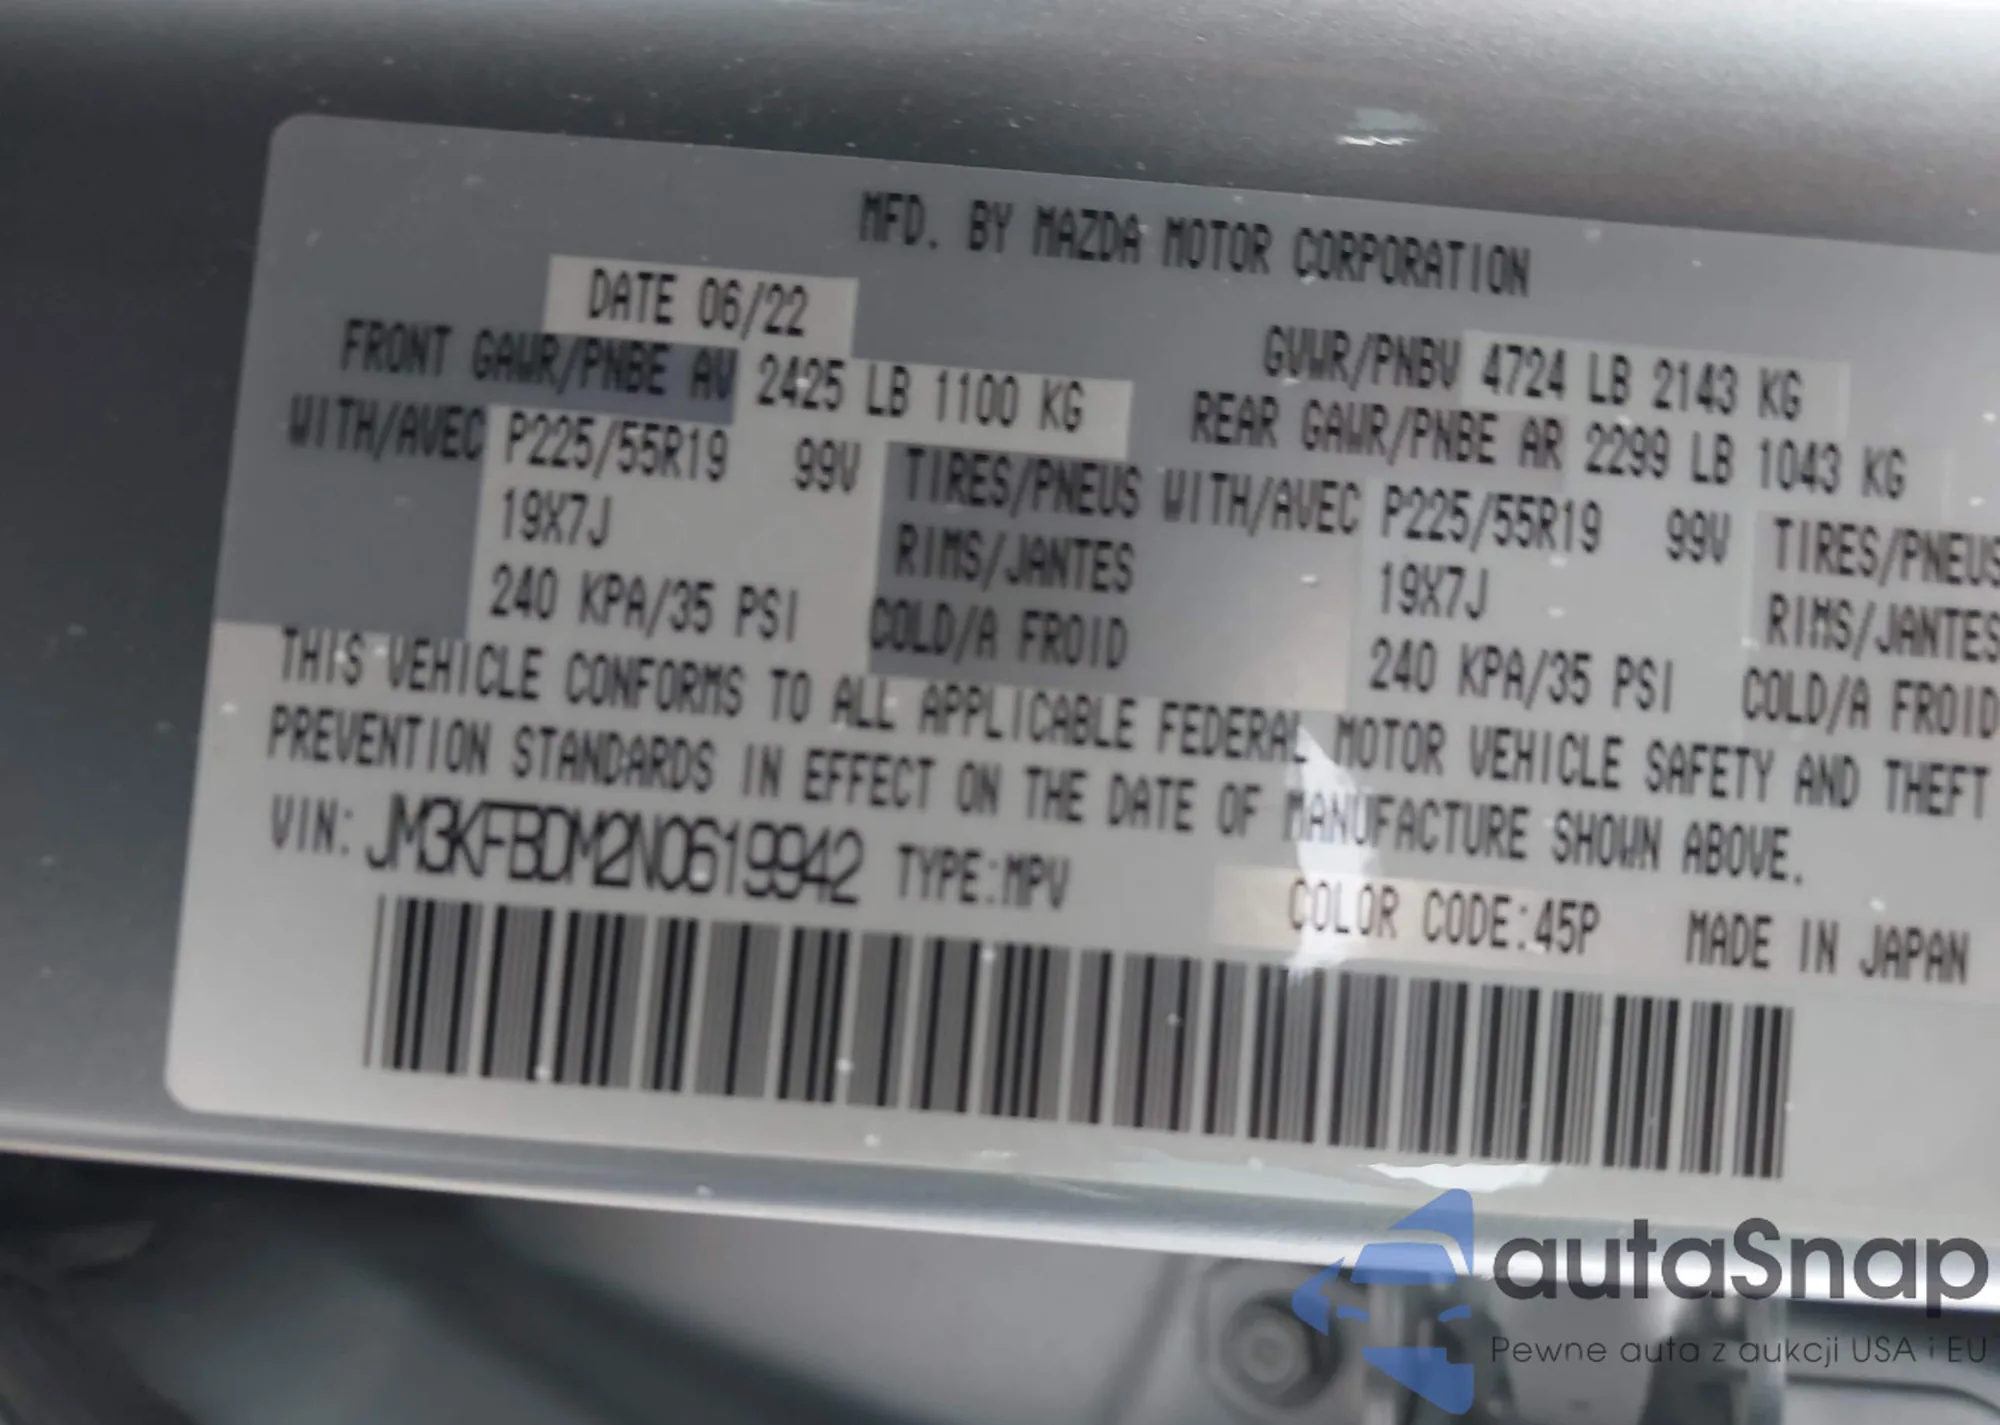 MFD. BY MAZDA MOTOR CORPORATION
DATE 06/22
GVWR/PNBV 4724 LB 2143 KG
FRONT GAWR/PNBE AV 2425 LB 1100 KG
REAR GAWR/PNBE AR 2299 LB 1043 KG
WITH/AVEC P225/55R19 99V TIRES/PNEUS WITH/AVEC P225/55R19 99V TIRES/PNEUS
19X7J RIMS/JANTES 19X7J RIMS/JANTES
240 KPA/35 PSI COLD/A FROID 240 KPA/35 PSI COLD/A FROID
THIS VEHICLE CONFORMS TO ALL APPLICABLE FEDERAL MOTOR VEHICLE SAFETY AND THEFT
PREVENTION STANDARDS IN EFFECT ON THE DATE OF MANUFACTURE SHOWN ABOVE.
VIN: JM3KFBDM2N0619942 TYPE:MPV
COLOR CODE:45P MADE IN JAPAN
autaSnap
Pewne auta z aukcji USA i EU